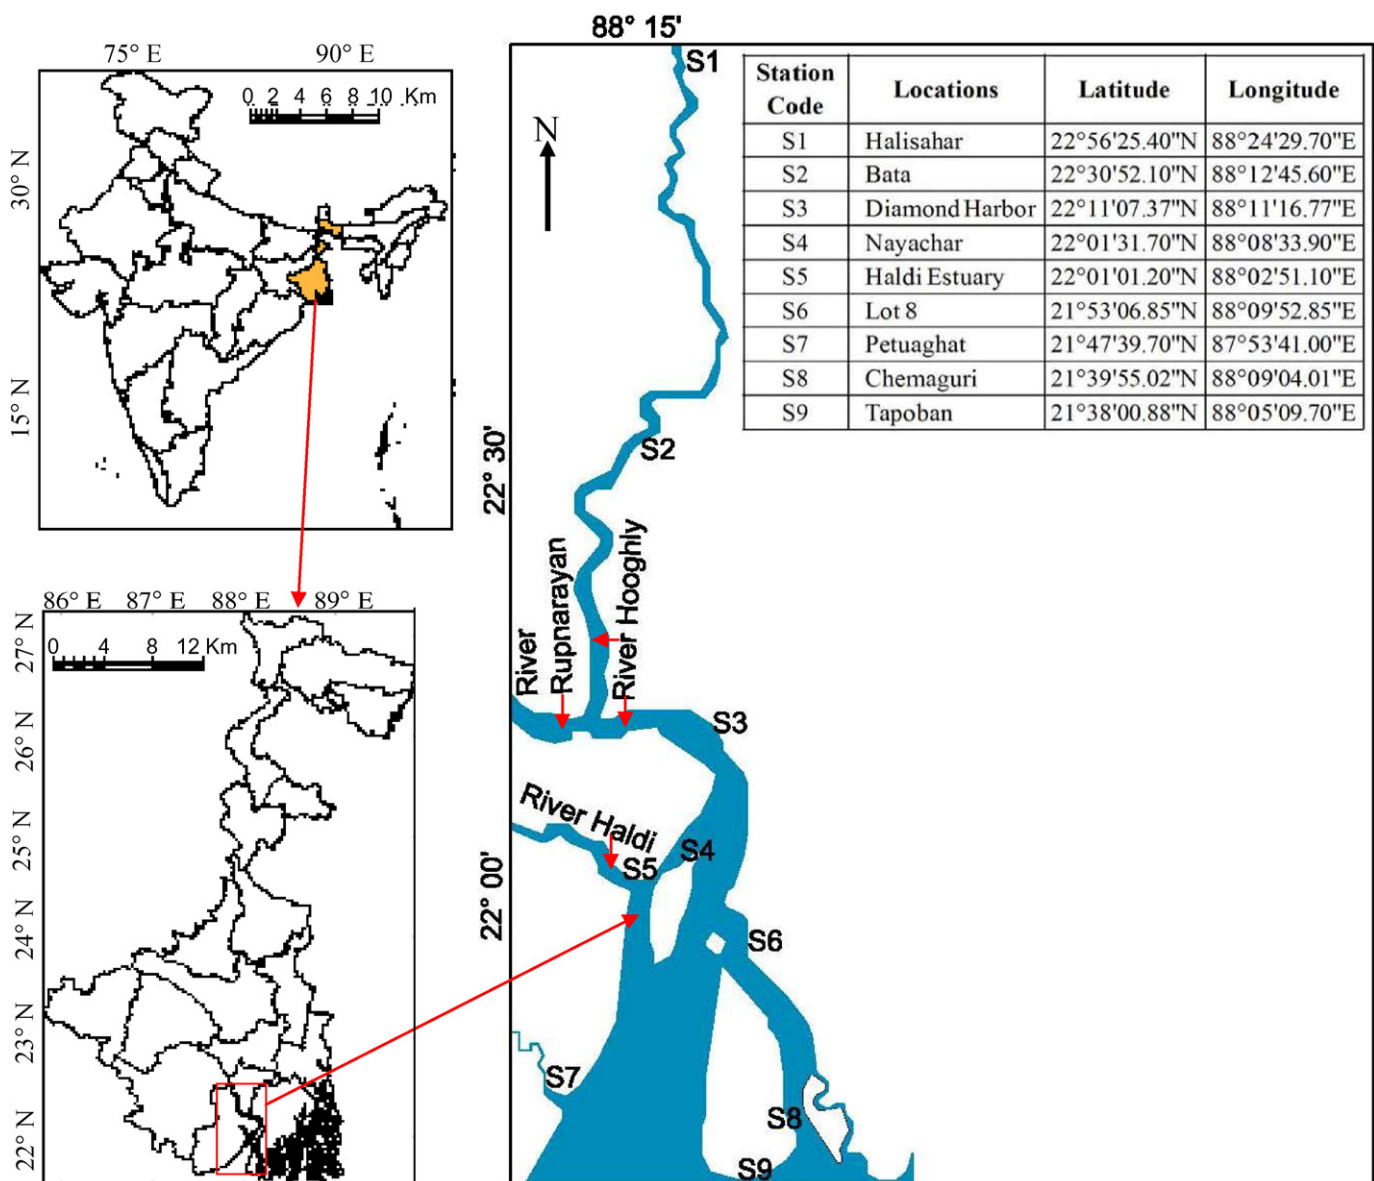 75° E 90° E
0 2 4 6 8 10 Km
30° N
15° N
86° E 87° E 88° E 89° E
0 4 8 12 Km
27° N
26° N
25° N
24° N
23° N
22° N
88° 15'
N
22° 30'
22° 00'
S1
S2
River
Rupnarayan
River Hooghly
S3
River Haldi
S4
S5
S6
S7
S8
S9
Station Code Locations Latitude Longitude
S1 Halisahar 22°56'25.40"N 88°24'29.70"E
S2 Bata 22°30'52.10"N 88°12'45.60"E
S3 Diamond Harbor 22°11'07.37"N 88°11'16.77"E
S4 Nayachar 22°01'31.70"N 88°08'33.90"E
S5 Haldi Estuary 22°01'01.20"N 88°02'51.10"E
S6 Lot 8 21°53'06.85"N 88°09'52.85"E
S7 Petuaghat 21°47'39.70"N 87°53'41.00"E
S8 Chemaguri 21°39'55.02"N 88°09'04.01"E
S9 Tapoban 21°38'00.88"N 88°05'09.70"E